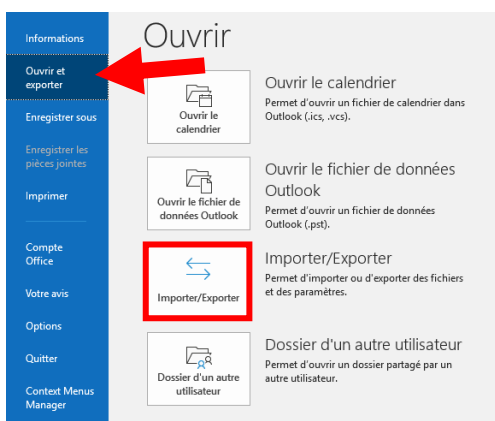 Informations
Ouvrir et
exporter
Enregistrer sous
Enregistrer les
pièces jointes
Imprimer
Compte
Office
Votre avis
Options
Quitter
Context Menus
Manager
Ouvrir
Ouvrir le
calendrier
Ouvrir le calendrier
Permet d'ouvrir un fichier de calendrier dans
Outlook (.ics, .vcs).
Ouvrir le fichier de
données Outlook
Ouvrir le fichier de données
Outlook
Permet d'ouvrir un fichier de données
Outlook (.pst).
Importer/Exporter
Importer/Exporter
Permet d'importer ou d'exporter des fichiers
et des paramètres.
Dossier d'un autre
utilisateur
Dossier d'un autre utilisateur
Permet d'ouvrir un dossier partagé par un
autre utilisateur.